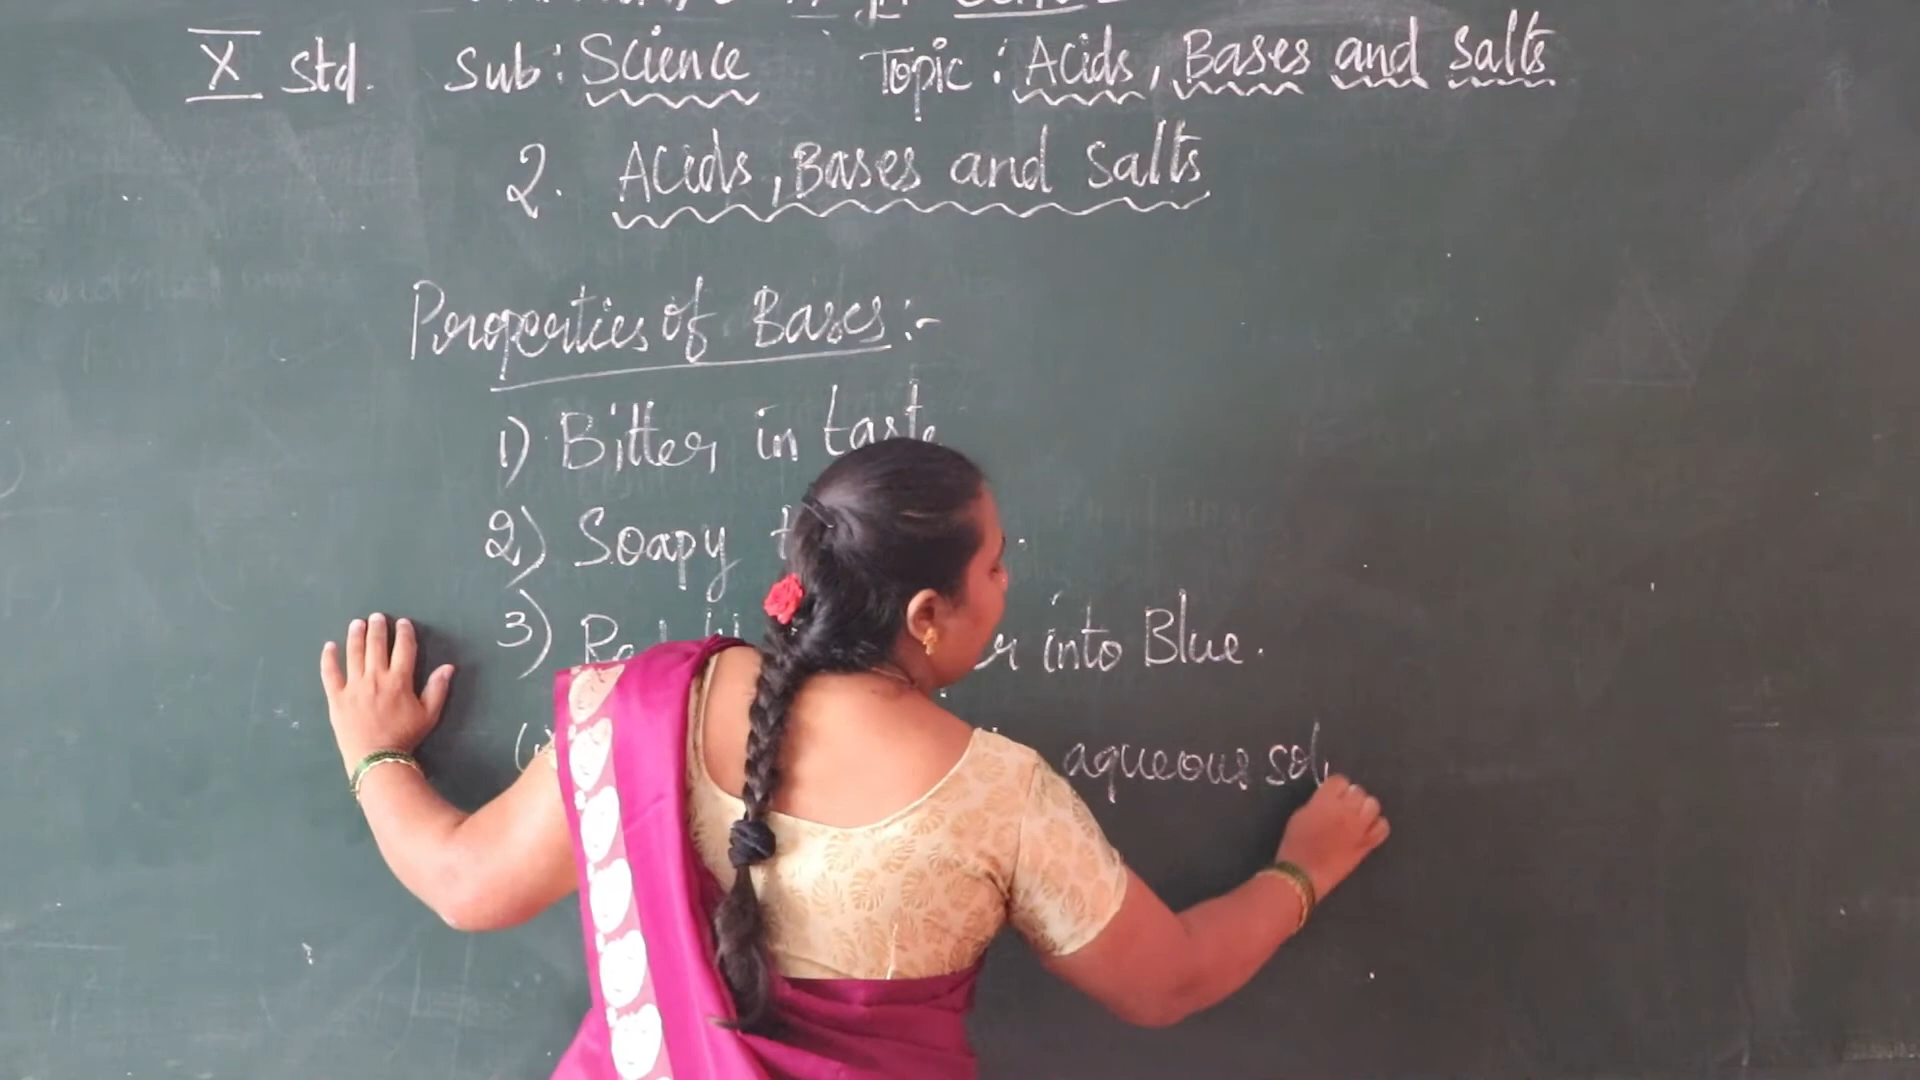 X Std. Sub: Science Topic: Acids, Bases and Salts
2. Acids, Bases and Salts
Properties of Bases :-
1) Bitter in taste
2) Soapy
3) Red into Blue.
aqueous sol